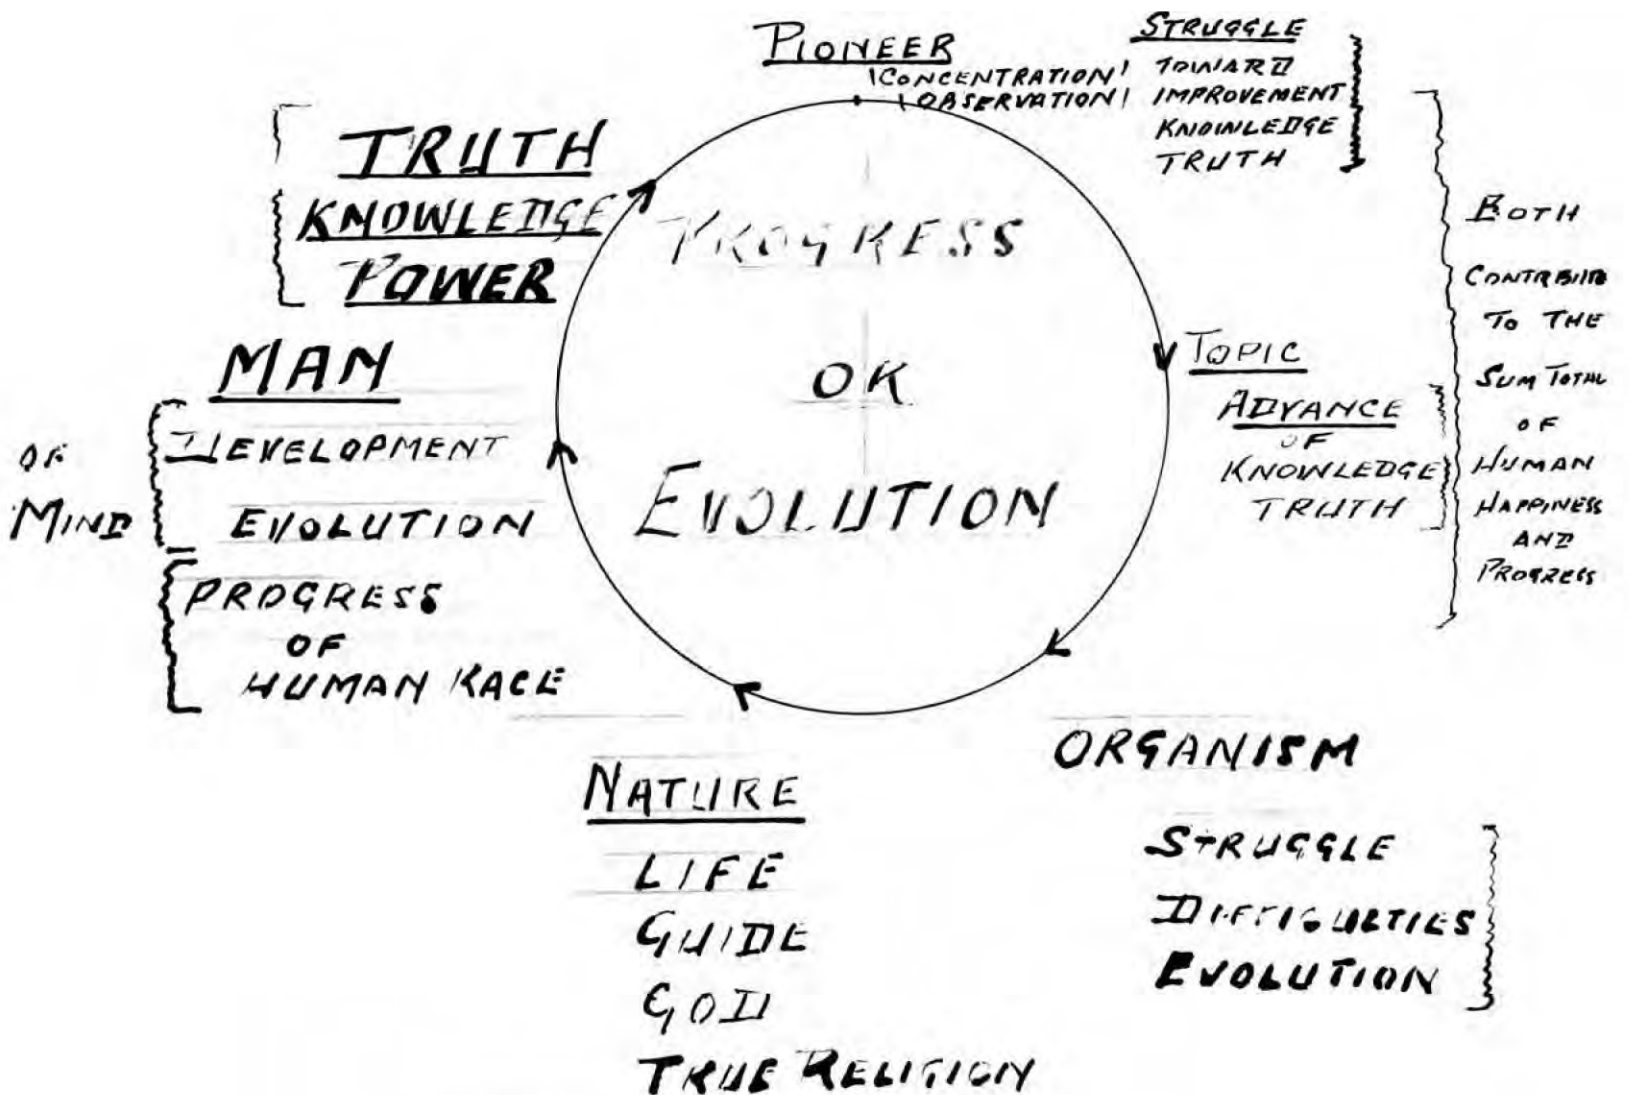 PIONEER
CONCENTRATION
OBSERVATION
STRUGGLE
TOWARD
IMPROVEMENT
KNOWLEDGE
TRUTH
BOTH
CONTRBUTE
TO THE
SUM TOTAL
OF
HUMAN
HAPPINESS
AND
PROGRESS
TOPIC
ADVANCE
OF
KNOWLEDGE
TRUTH
ORGANISM
STRUGGLE
DIFFICULTIES
EVOLUTION
NATURE
LIFE
GUIDE
GOD
TRUE RELIGION
MAN
OF
MIND
DEVELOPMENT
EVOLUTION
PROGRESS
OF
HUMAN RACE
TRUTH
KNOWLEDGE
POWER
PROGRESS
OR
EVOLUTION